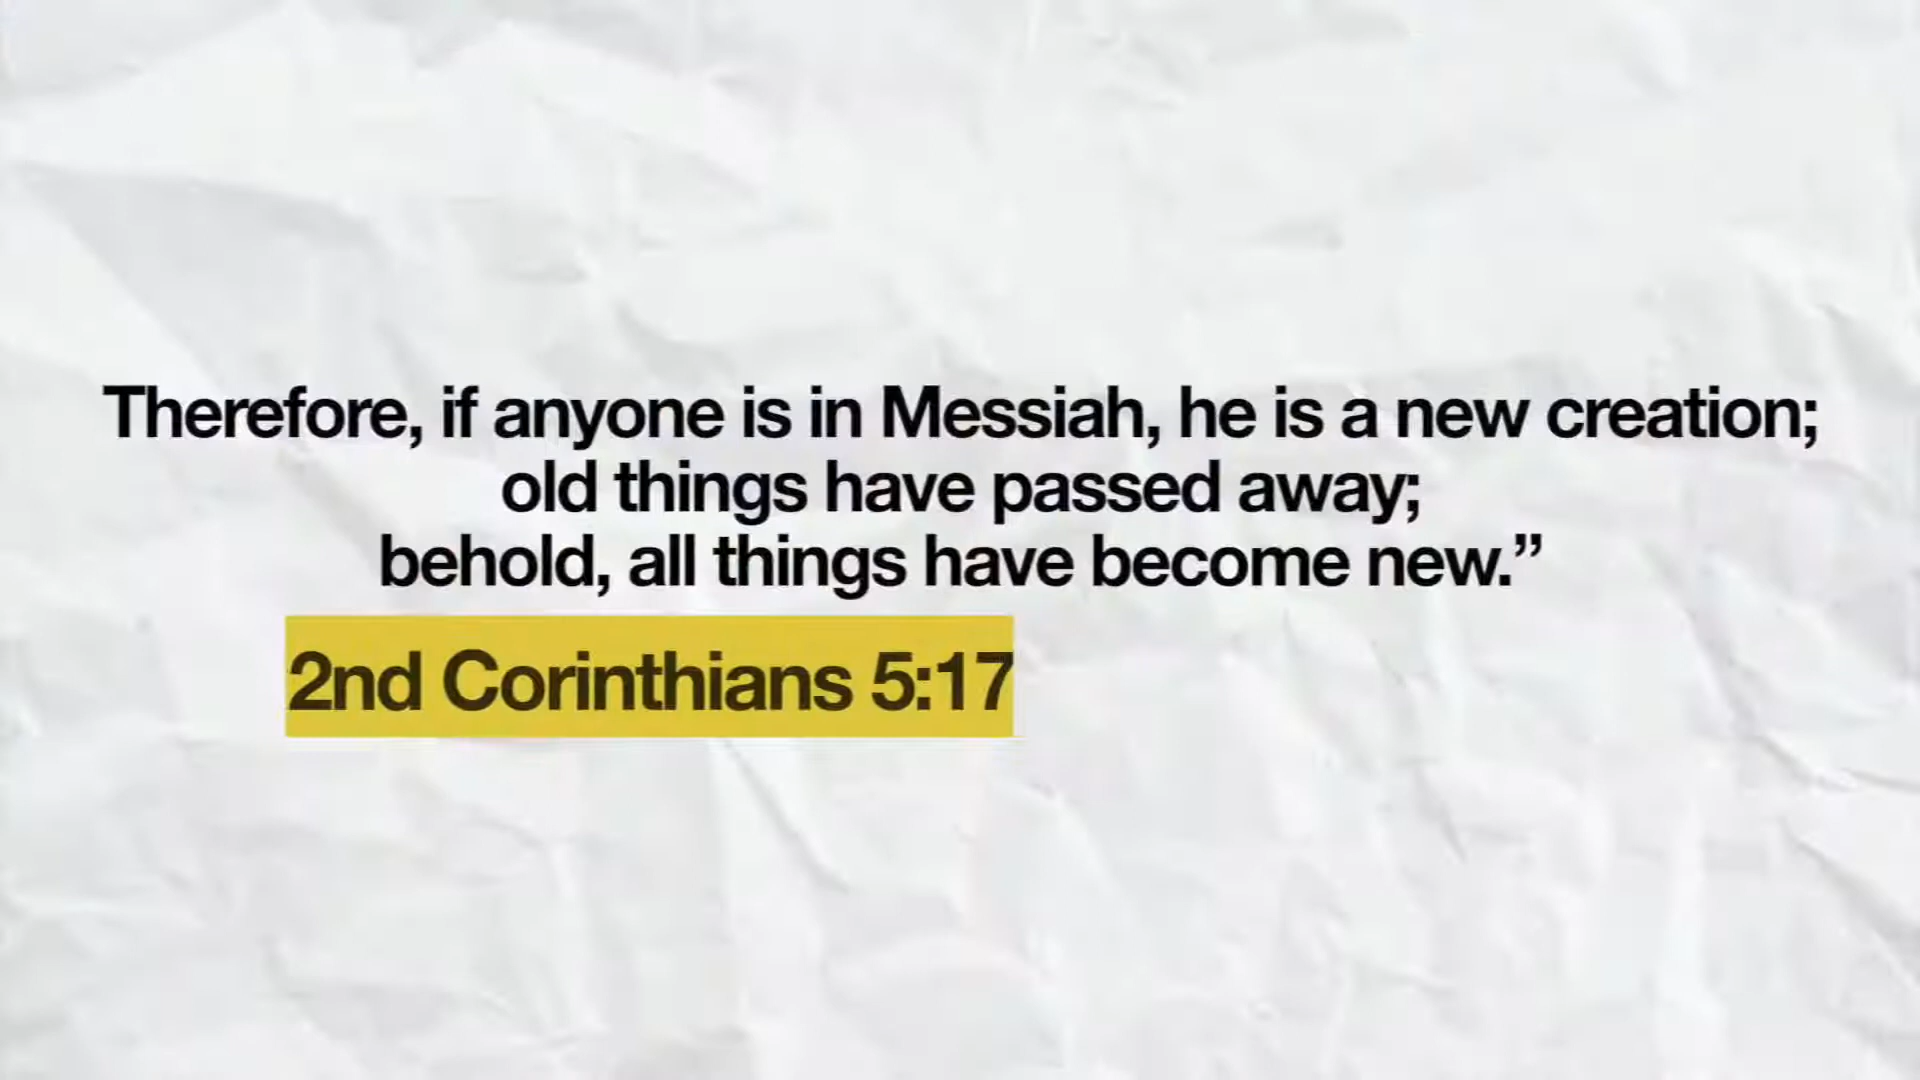 Therefore, if anyone is in Messiah, he is a new creation;
old things have passed away;
behold, all things have become new.”
2nd Corinthians 5:17